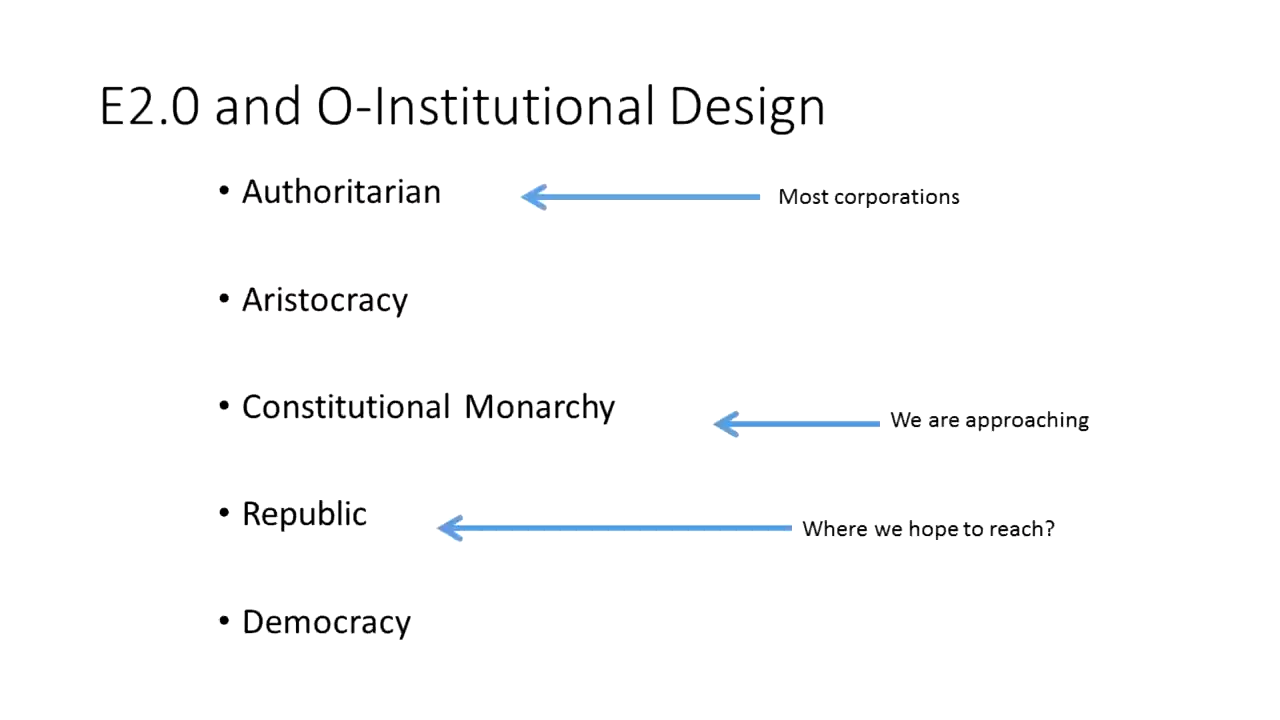 E2.0 and O-Institutional Design
• Authoritarian
Most corporations
• Aristocracy
• Constitutional Monarchy
We are approaching
• Republic
Where we hope to reach?
• Democracy